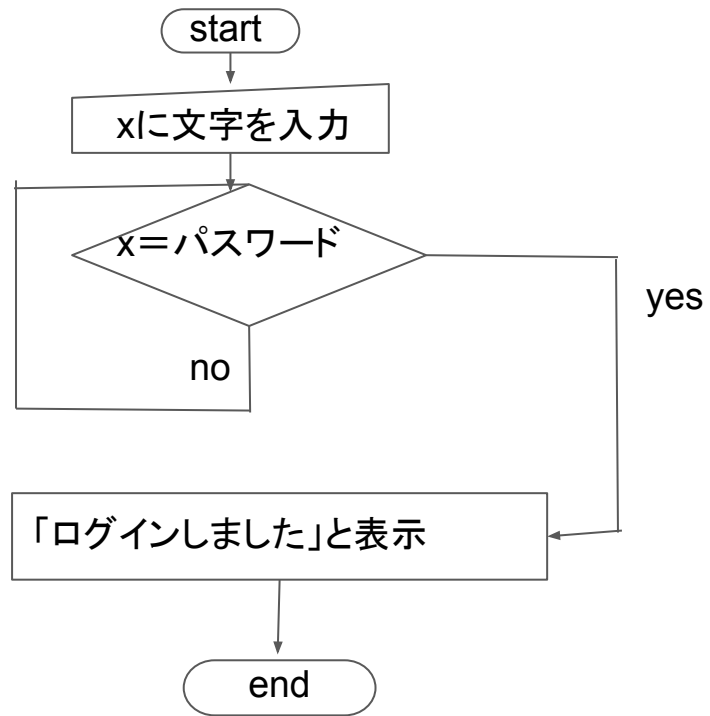 start
xに文字を入力
x＝パスワード
yes
no
「ログインしました」と表示
end